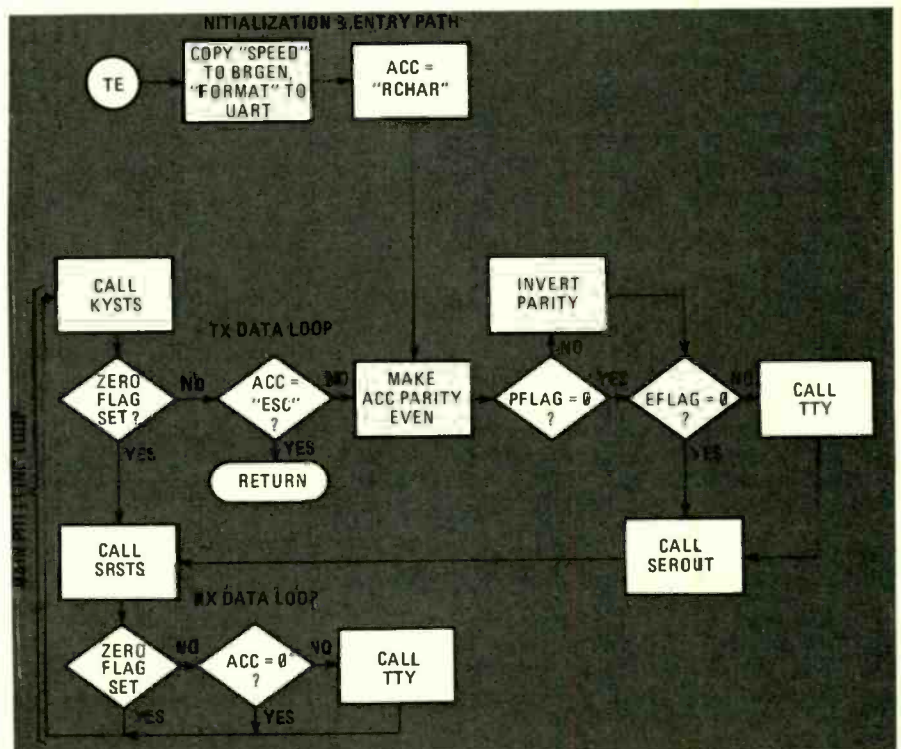 NITIALIZATION & ENTRY PATH
TE
COPY "SPEED"
TO BRGEN,
"FORMAT" TO
UART
ACC =
"RCHAR"
CALL
KYSTS
INVERT
PARITY
TX DATA LOOP
NO
ZERO
FLAG
SET ?
NO
ACC =
"ESC"
?
NO
MAKE
ACC PARITY
EVEN
PFLAG = 0
?
YES
EFLAG = 0
?
NO
CALL
TTY
YES
YES
YES
RETURN
MAIN POLLING LOOP
CALL
SRSTS
CALL
SEROUT
RX DATA LOOP
ZERO
FLAG
SET
NO
ACC = 0
?
NO
CALL
TTY
YES
YES